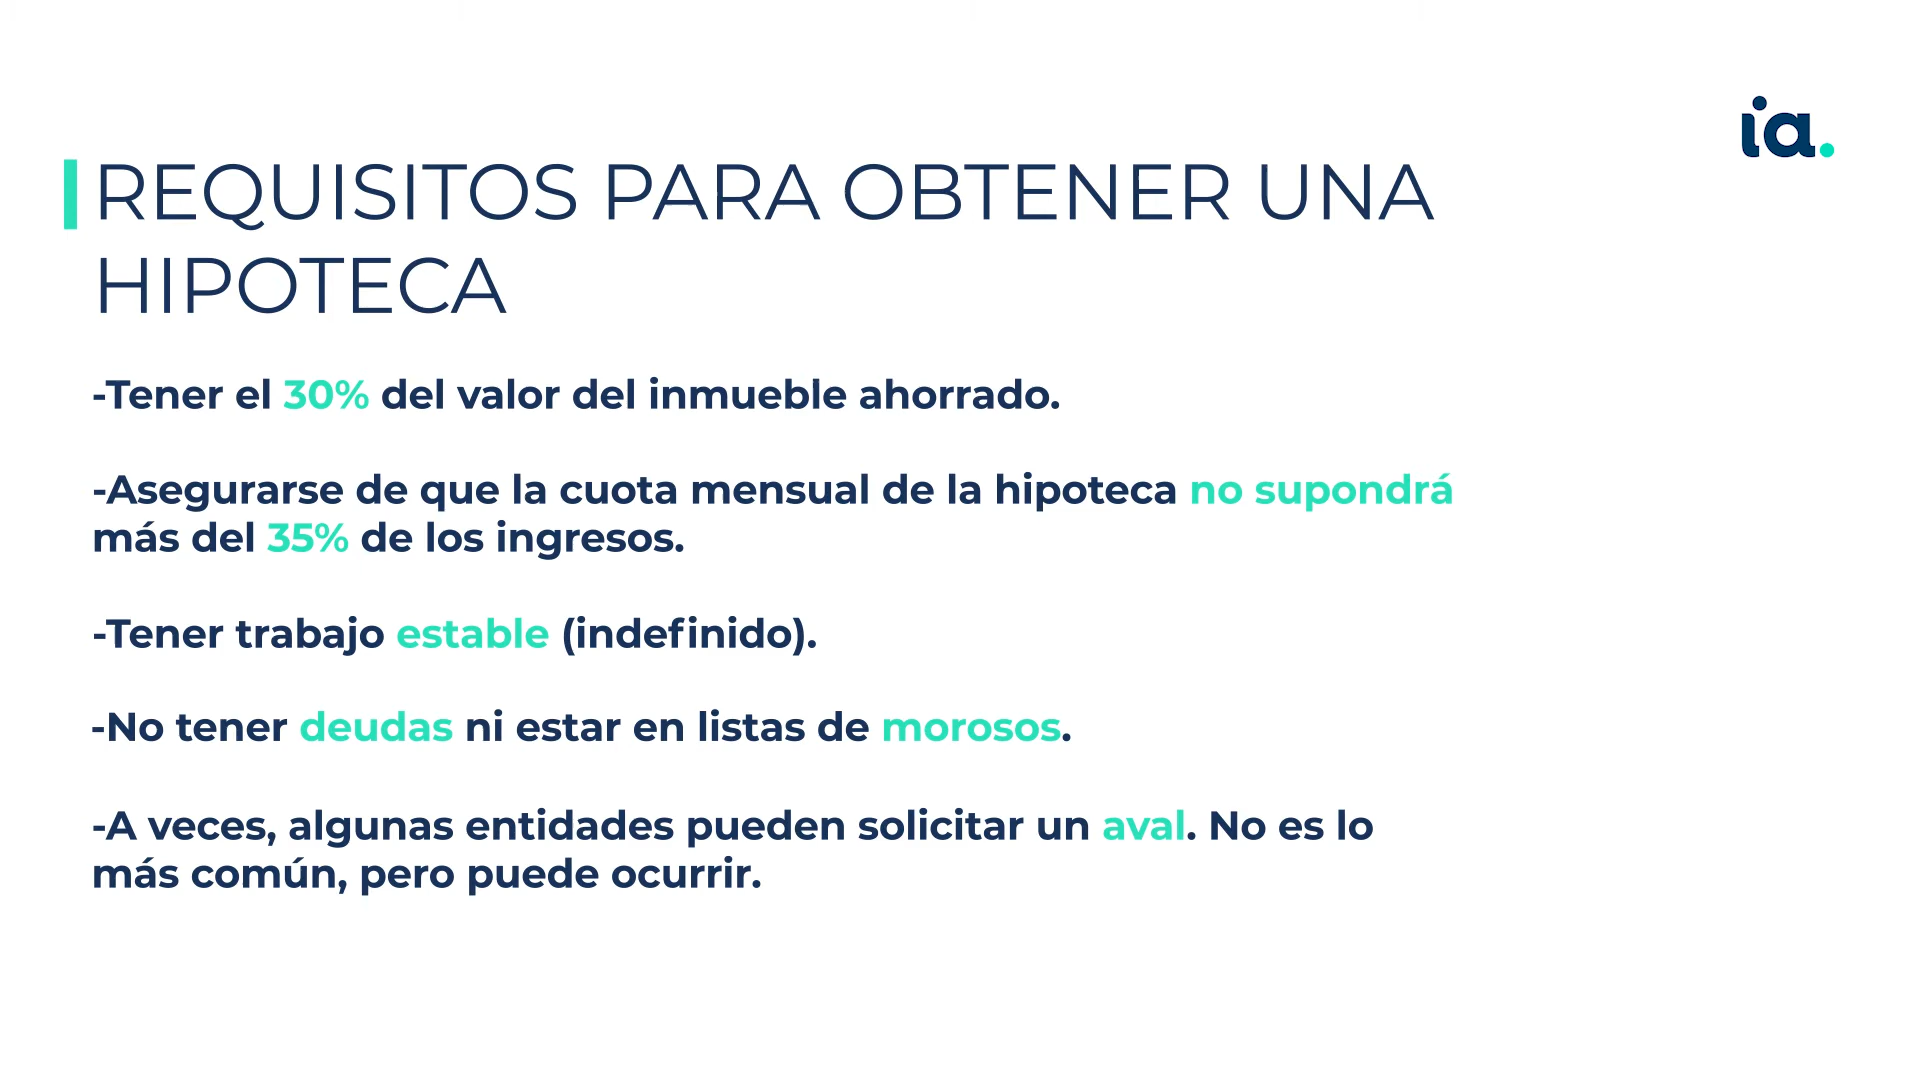 ia.
REQUISITOS PARA OBTENER UNA
HIPOTECA
-Tener el 30% del valor del inmueble ahorrado.
-Asegurarse de que la cuota mensual de la hipoteca no supondrá
más del 35% de los ingresos.
-Tener trabajo estable (indefinido).
-No tener deudas ni estar en listas de morosos.
-A veces, algunas entidades pueden solicitar un aval. No es lo
más común, pero puede ocurrir.